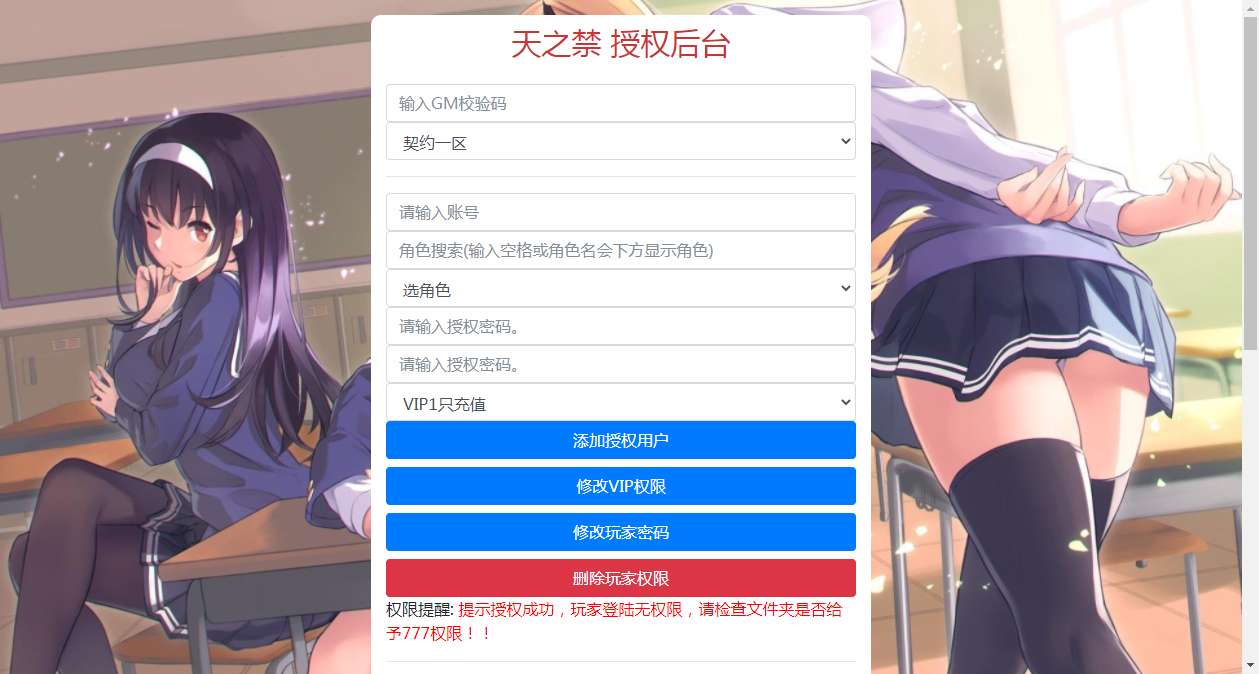 天之禁 授权后台
输入GM校验码
契约一区
请输入账号
角色搜索(输入空格或角色名会下方显示角色)
选角色
请输入授权密码。
请输入授权密码。
VIP1只充值
添加授权用户
修改VIP权限
修改玩家密码
删除玩家权限
权限提醒: 提示授权成功，玩家登陆无权限，请检查文件夹是否给
予777权限！！